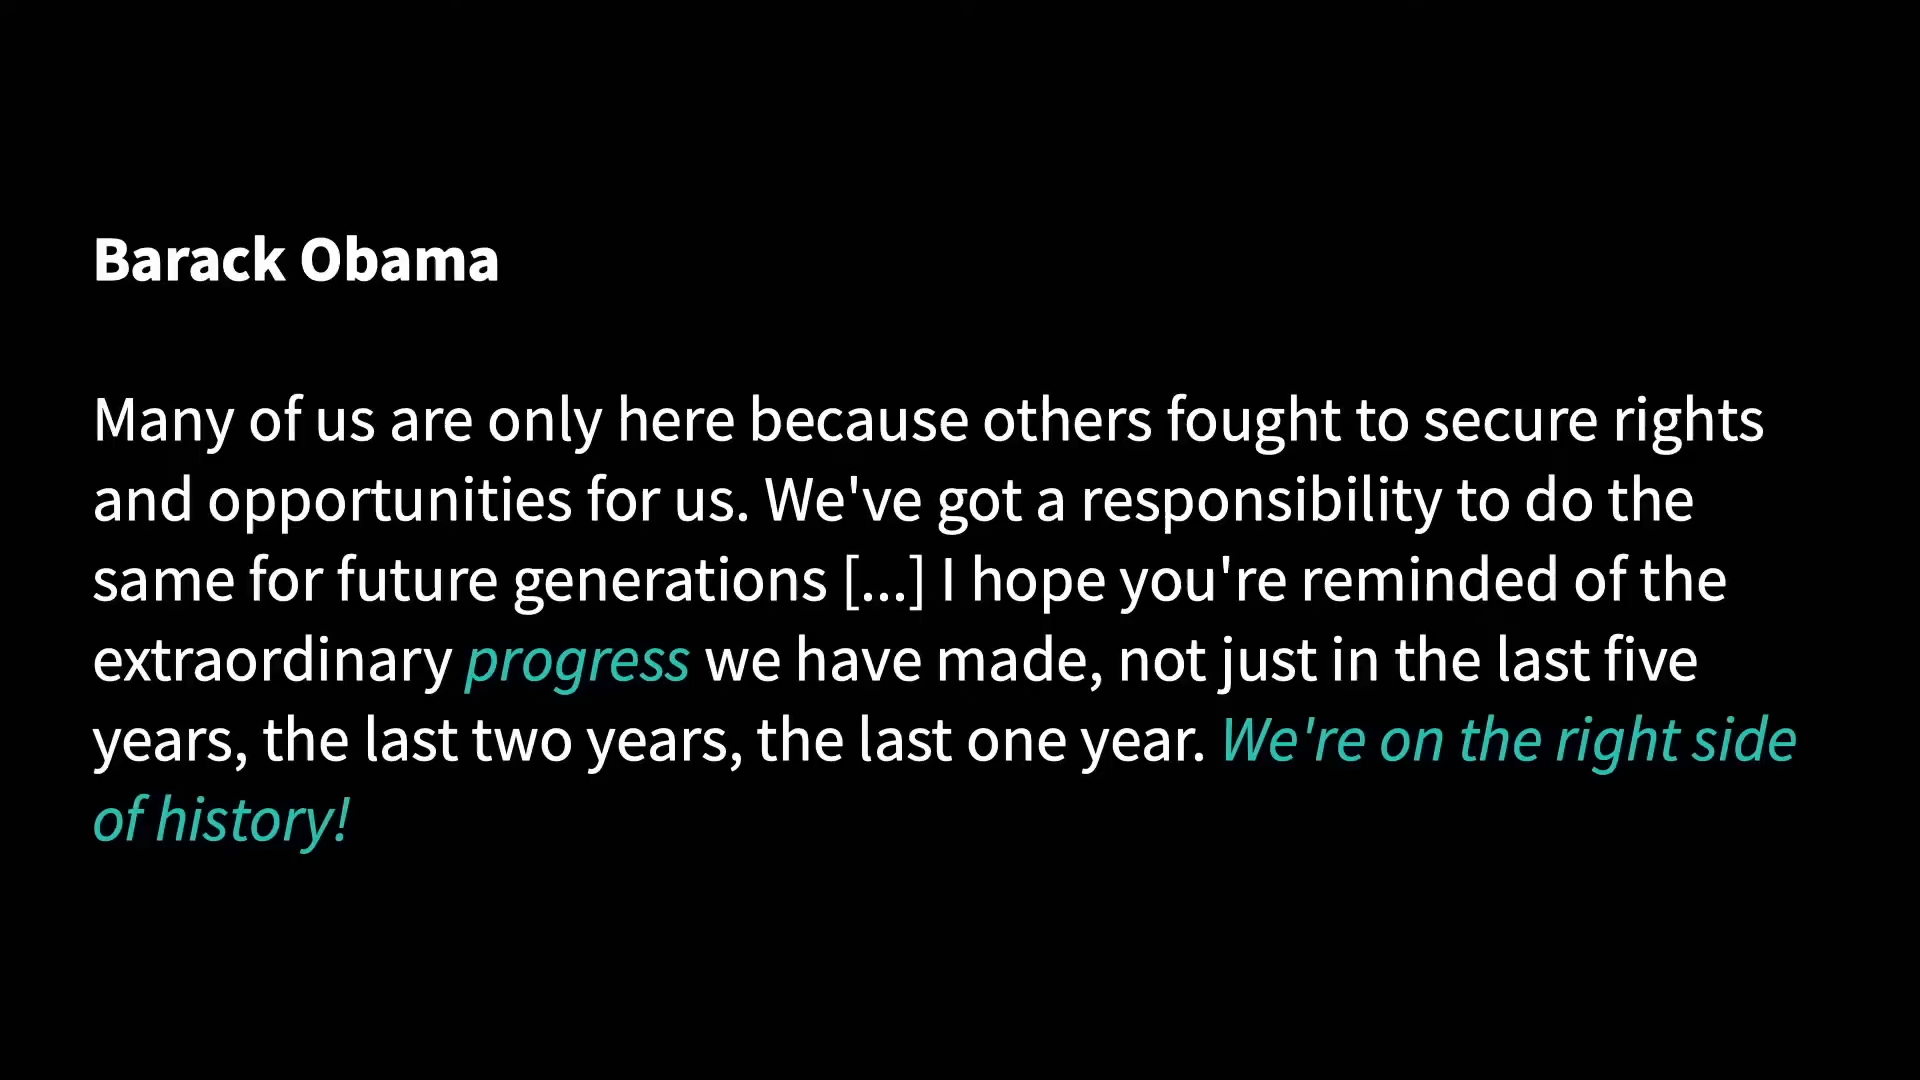 Barack Obama
Many of us are only here because others fought to secure rights
and opportunities for us. We've got a responsibility to do the
same for future generations [...] I hope you're reminded of the
extraordinary progress we have made, not just in the last five
years, the last two years, the last one year. We're on the right side
of history!